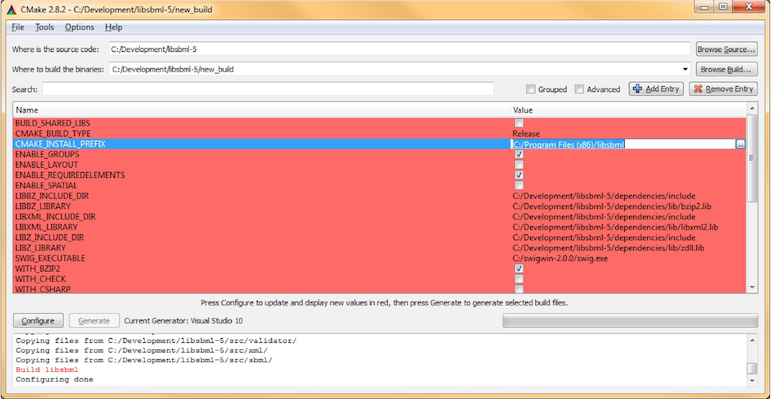 CMake 2.8.2 - C:/Development/libsbml-5/new_build
File Tools Options Help
Where is the source code: C:/Development/libsbml-5 Browse Source...
Where to build the binaries: C:/Development/libsbml-5/new_build Browse Build...
Search: Grouped Advanced Add Entry Remove Entry
Name Value
BUILD_SHARED_LIBS
CMAKE_BUILD_TYPE Release
CMAKE_INSTALL_PREFIX C:/Program Files (x86)/libsbml ...
ENABLE_GROUPS
ENABLE_LAYOUT
ENABLE_REQUIREDELEMENTS
ENABLE_SPATIAL
LIBBZ_INCLUDE_DIR C:/Development/libsbml-5/dependencies/include
LIBBZ_LIBRARY C:/Development/libsbml-5/dependencies/lib/bzip2.lib
LIBXML_INCLUDE_DIR C:/Development/libsbml-5/dependencies/include
LIBXML_LIBRARY C:/Development/libsbml-5/dependencies/lib/libxml2.lib
LIBZ_INCLUDE_DIR C:/Development/libsbml-5/dependencies/include
LIBZ_LIBRARY C:/Development/libsbml-5/dependencies/lib/zdll.lib
SWIG_EXECUTABLE C:/swigwin-2.0.0/swig.exe
WITH_BZIP2
WITH_CHECK
WITH_CSHARP
Press Configure to update and display new values in red, then press Generate to generate selected build files.
Configure Generate Current Generator: Visual Studio 10
Copying files from C:/Development/libsbml-5/src/validator/
Copying files from C:/Development/libsbml-5/src/xml/
Copying files from C:/Development/libsbml-5/src/sbml/
Build libsbml
Configuring done